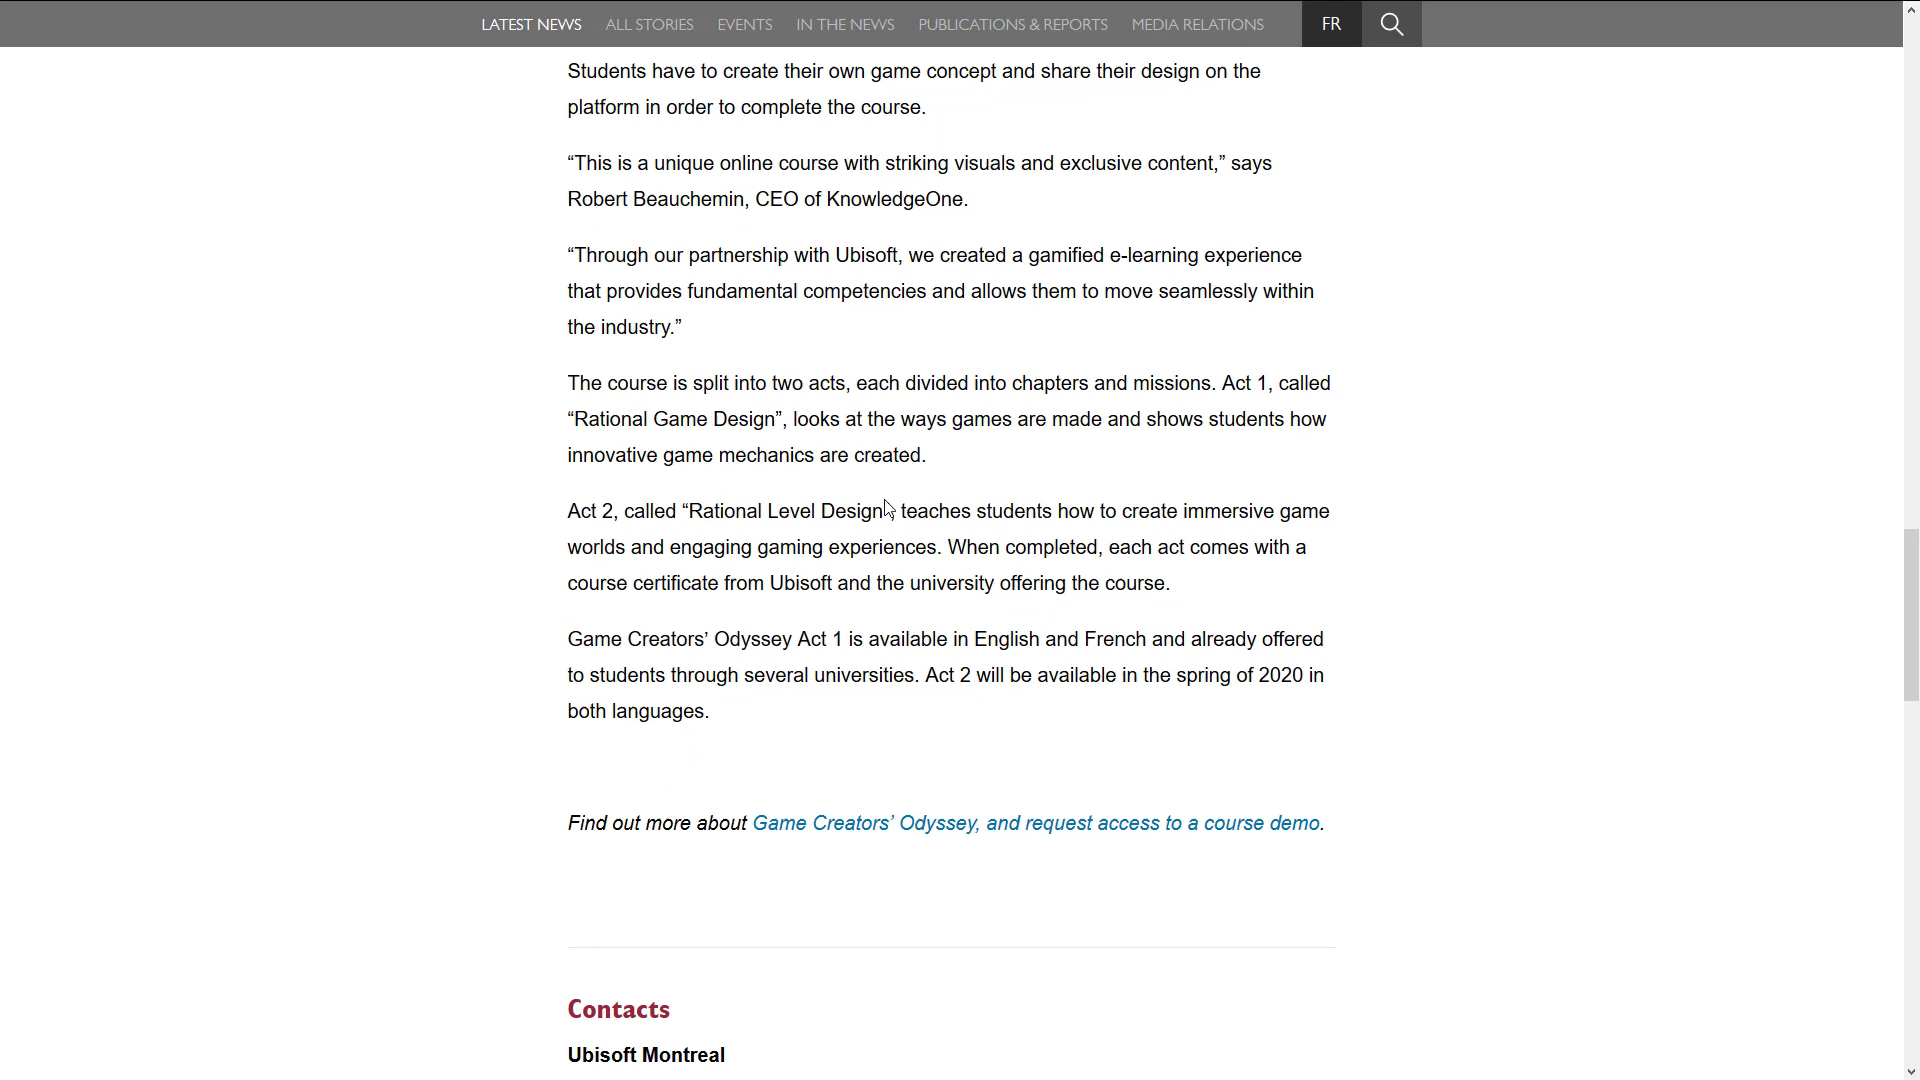 LATEST NEWS ALL STORIES EVENTS IN THE NEWS PUBLICATIONS & REPORTS MEDIA RELATIONS FR
Students have to create their own game concept and share their design on the
platform in order to complete the course.
“This is a unique online course with striking visuals and exclusive content,” says
Robert Beauchemin, CEO of KnowledgeOne.
“Through our partnership with Ubisoft, we created a gamified e-learning experience
that provides fundamental competencies and allows them to move seamlessly within
the industry.”
The course is split into two acts, each divided into chapters and missions. Act 1, called
“Rational Game Design”, looks at the ways games are made and shows students how
innovative game mechanics are created.
Act 2, called “Rational Level Design” teaches students how to create immersive game
worlds and engaging gaming experiences. When completed, each act comes with a
course certificate from Ubisoft and the university offering the course.
Game Creators’ Odyssey Act 1 is available in English and French and already offered
to students through several universities. Act 2 will be available in the spring of 2020 in
both languages.
Find out more about Game Creators’ Odyssey, and request access to a course demo.
Contacts
Ubisoft Montreal